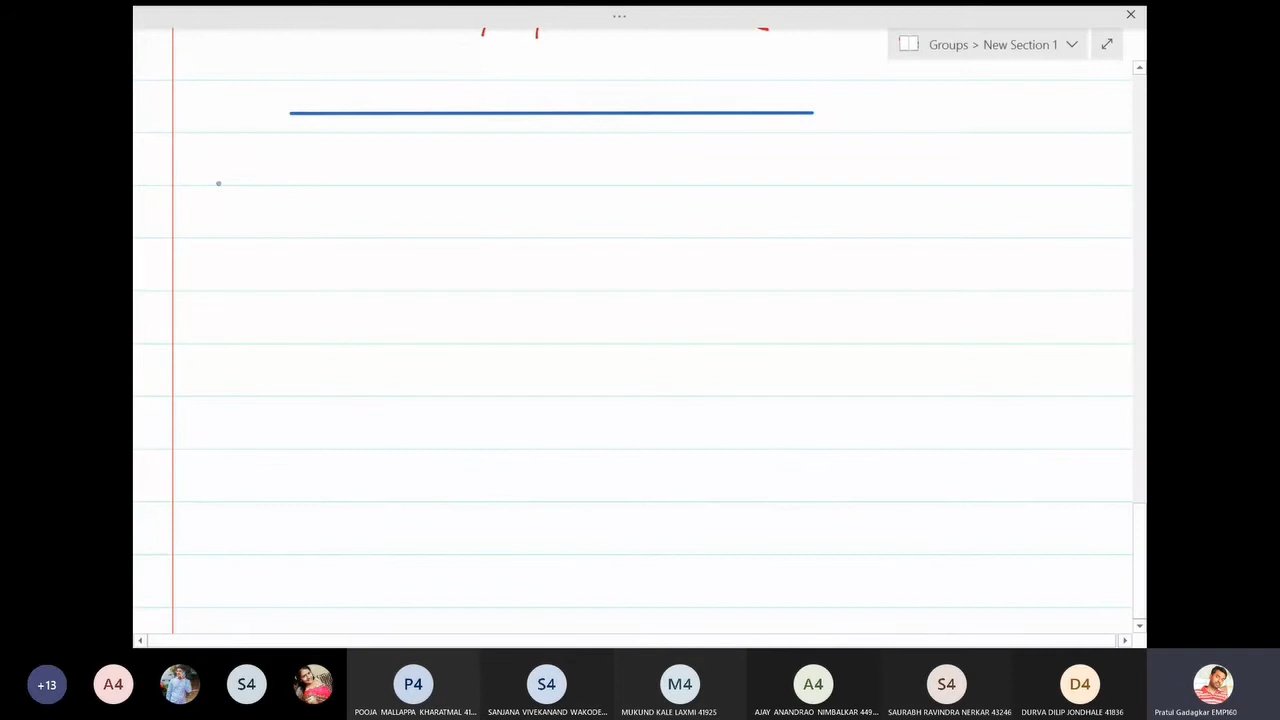 Groups > New Section 1
+13
A4
S4
P4
S4
M4
A4
S4
D4
POOJA MALLAPPA KHARATMAL 41...
SANJANA VIVEKANAND WAKODE...
MUKUND KALE LAXMI 41925
AJAY ANANDRAO NIMBALKAR 449...
SAURABH RAVINDRA NERKAR 43246
DURVA DILIP JONDHALE 41836
Pratul Gadagkar EMP160